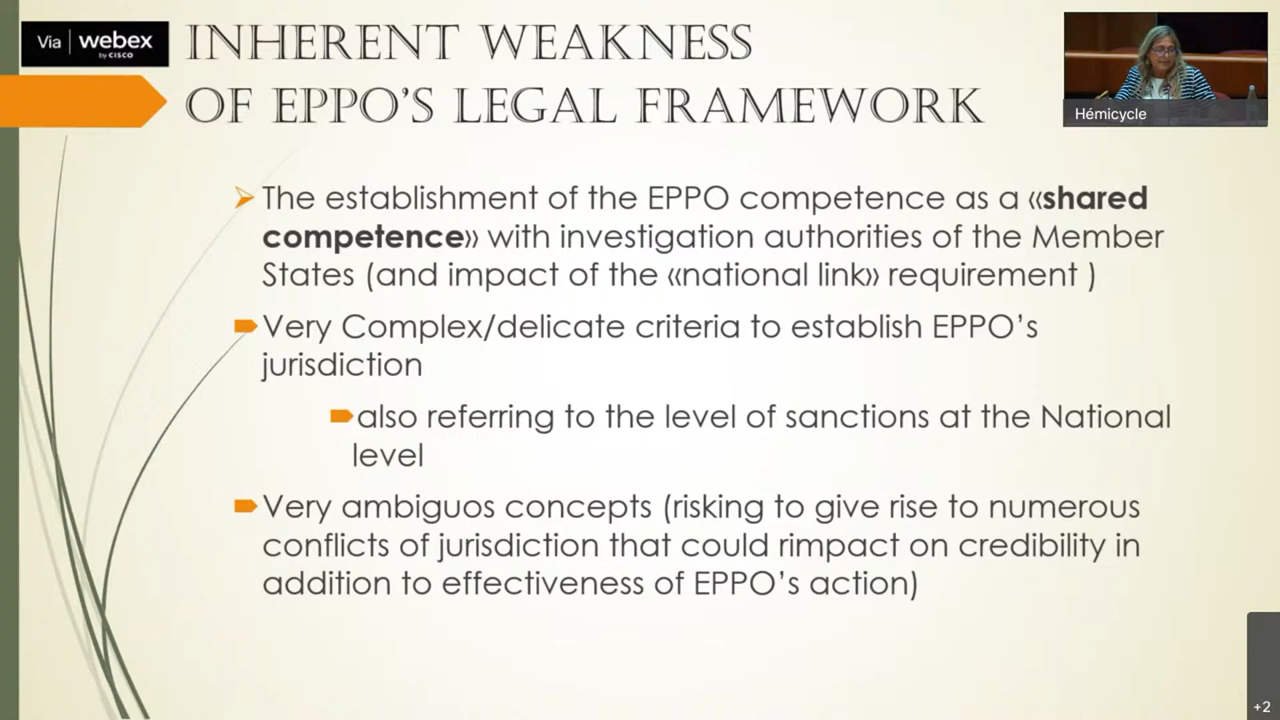 Via webex
by CISCO
INHERENT WEAKNESS
OF EPPO'S LEGAL FRAMEWORK
Hémicycle
The establishment of the EPPO competence as a «shared
competence» with investigation authorities of the Member
States (and impact of the «national link» requirement )
Very Complex/delicate criteria to establish EPPO's
jurisdiction
also referring to the level of sanctions at the National
level
Very ambiguos concepts (risking to give rise to numerous
conflicts of jurisdiction that could rimpact on credibility in
addition to effectiveness of EPPO's action)
+2